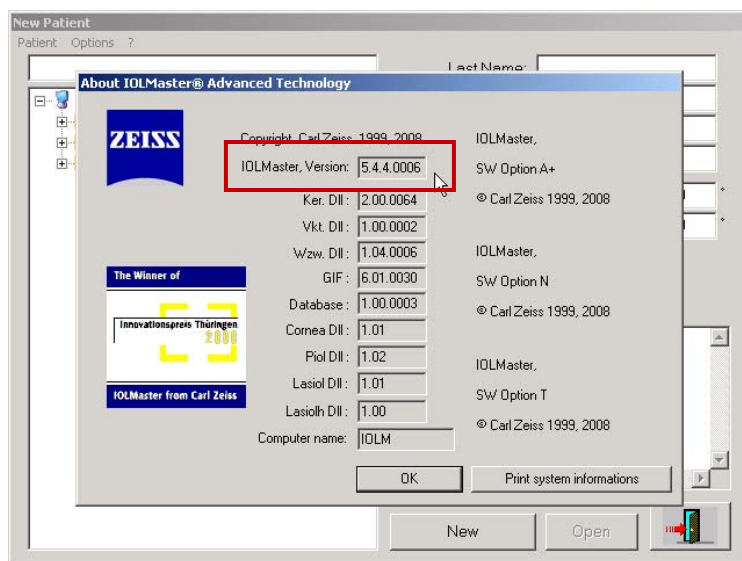 New Patient
Patient Options ?
Last Name:
About IOLMaster® Advanced Technology
ZEISS
Copyright, Carl Zeiss, 1999, 2008
IOLMaster, Version: 5.4.4.0006
Ker. Dll : 2.00.0064
Vkt. Dll : 1.00.0002
Wzw. Dll : 1.04.0006
GIF : 6.01.0030
Database : 1.00.0003
Cornea Dll : 1.01
Piol Dll : 1.02
Lasiol Dll : 1.01
Lasiolh Dll : 1.00
Computer name: IOLM
IOLMaster,
SW Option A+
© Carl Zeiss 1999, 2008
IOLMaster,
SW Option N
© Carl Zeiss 1999, 2008
IOLMaster,
SW Option T
© Carl Zeiss 1999, 2008
The Winner of
Innovationspreis Thüringen
2000
IOLMaster from Carl Zeiss
OK
Print system informations
New
Open